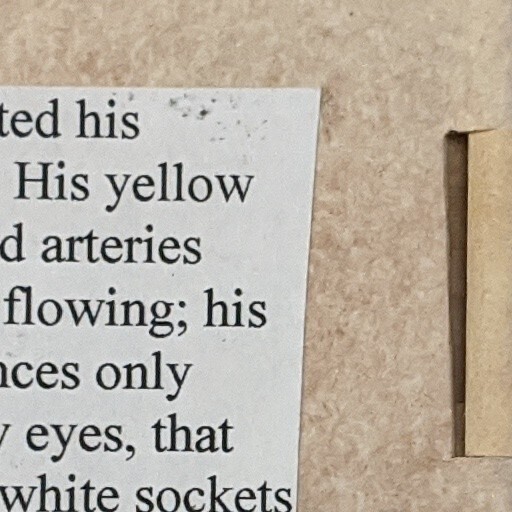 ted his
His yellow
d arteries
flowing; his
nces only
y eyes, that
white sockets